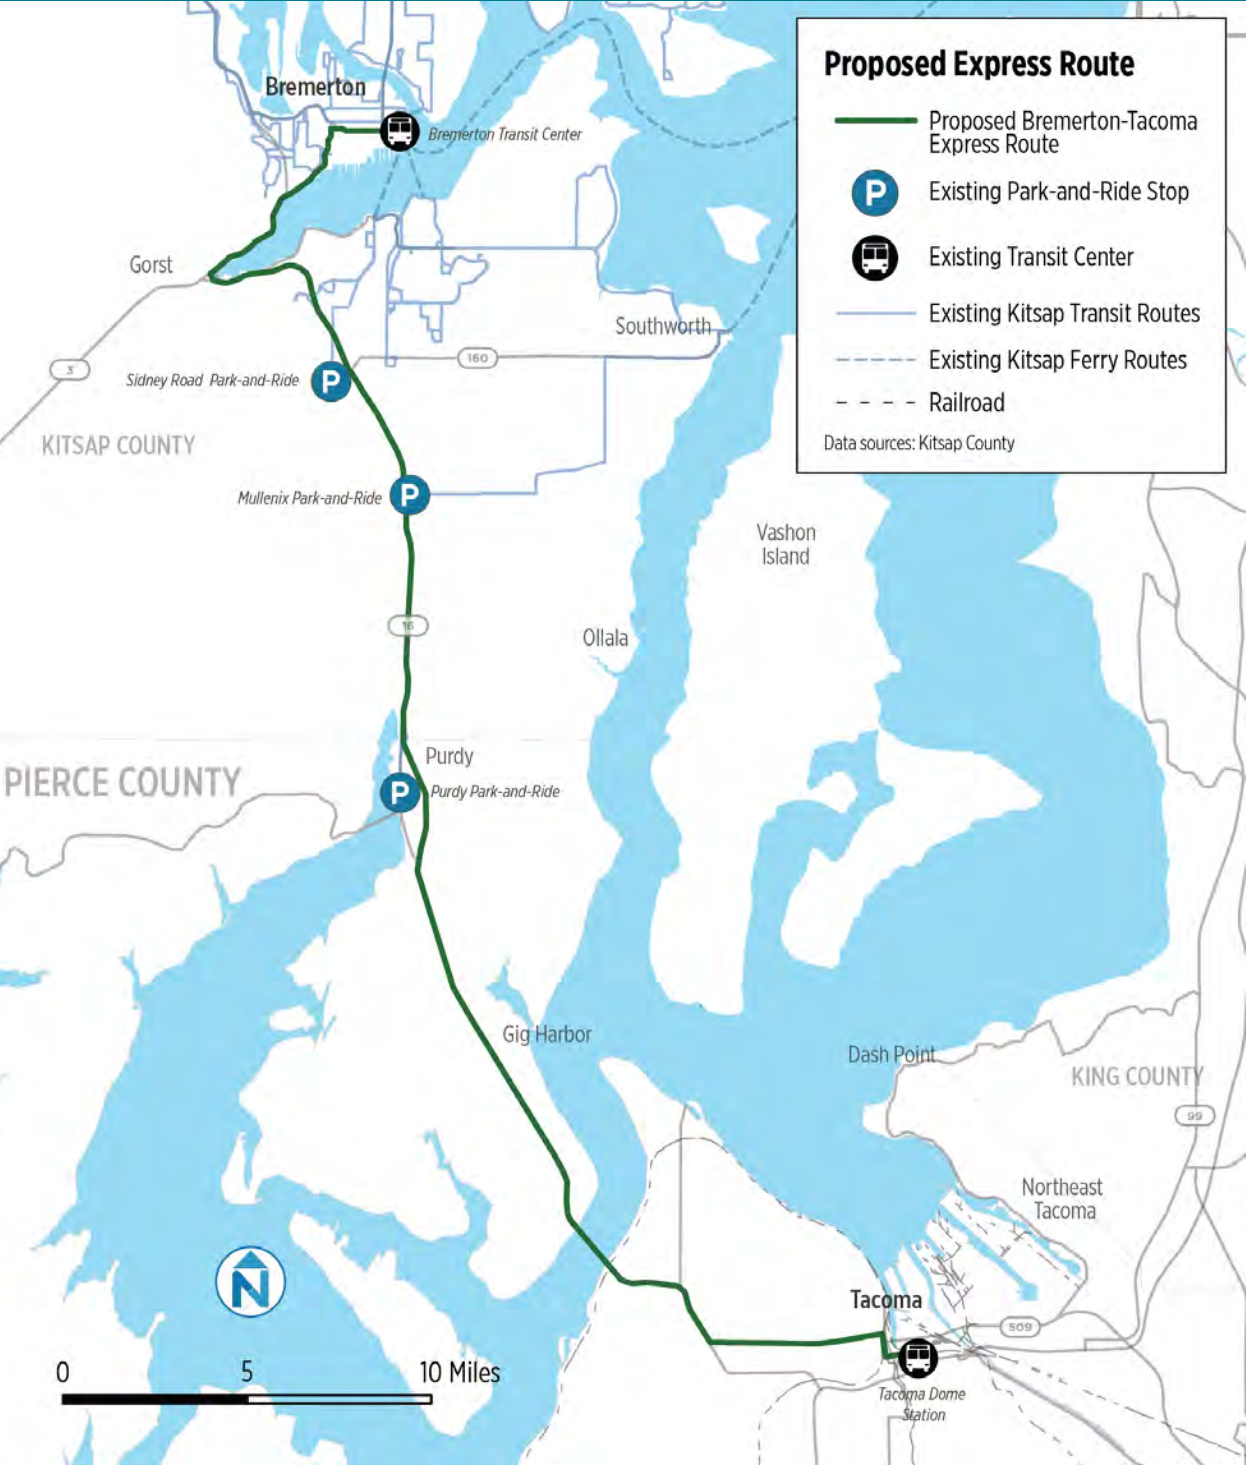 Proposed Express Route
Proposed Bremerton-Tacoma
Express Route
P
Existing Park-and-Ride Stop
Existing Transit Center
Existing Kitsap Transit Routes
Existing Kitsap Ferry Routes
Railroad
Data sources: Kitsap County
Bremerton
Bremerton Transit Center
Gorst
Southworth
160
3
Sidney Road Park-and-Ride
P
KITSAP COUNTY
Mullenix Park-and-Ride
P
Vashon
Island
16
Ollala
Purdy
PIERCE COUNTY
P
Purdy Park-and-Ride
Gig Harbor
Dash Point
KING COUNTY
99
Northeast
Tacoma
N
Tacoma
509
0 5 10 Miles
Tacoma Dome
Station